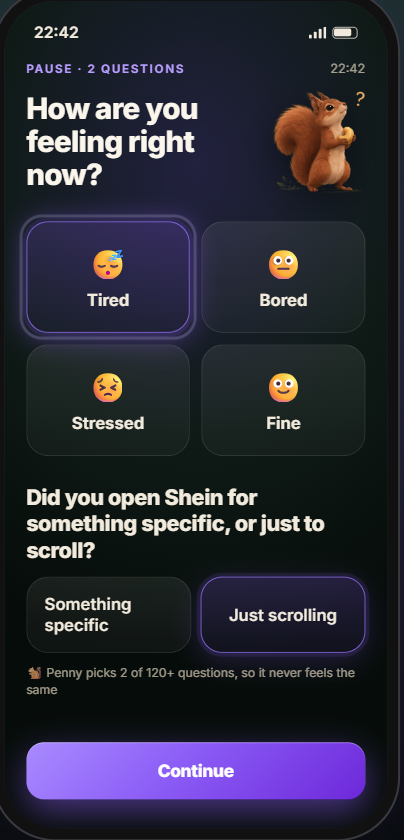 22:42
PAUSE · 2 QUESTIONS
22:42
How are you
feeling right
now?
?
Tired
Bored
Stressed
Fine
Did you open Shein for
something specific, or just to
scroll?
Something
specific
Just scrolling
🐿️ Penny picks 2 of 120+ questions, so it never feels the
same
Continue